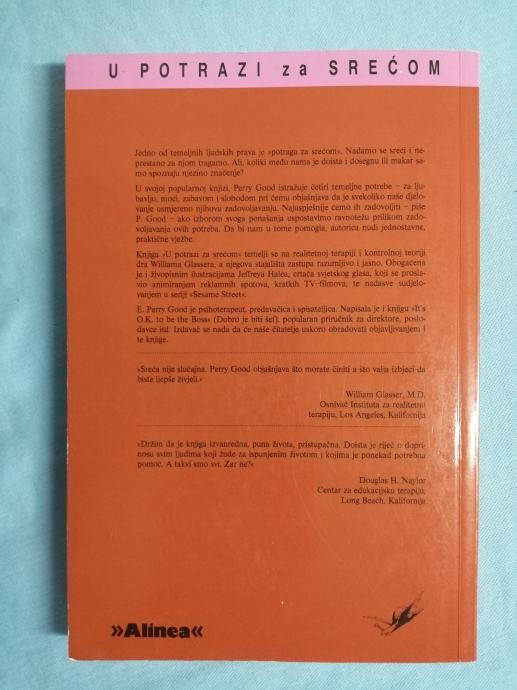 U POTRAZI za SREĆOM
Jedno od temeljnih ljudskih prava je »potraga za srećom«. Nadamo se sreći i ne-
prestano za njom tragamo. Ali, koliki među nama je doista i dosegnu ili makar sa-
mo spoznaju njezino značenje?
U svojoj popularnoj knjizi, Perry Good istražuje četiri temeljne potrebe – za lju-
bavlju, moći, zabavom i slobodom pri čemu objašnjava da je svekoliko naše djelo-
vanje usmjereno njihovu zadovoljavanju. Najuspješnije ćemo ih zadovoljiti – piše
P. Good – ako izborom svoga ponašanja uspostavimo ravnotežu prilikom zado-
voljavanja ovih potreba. Da bi nam u tome pomogla, autorica nudi jednostavne,
praktične vježbe.
Knjiga »U potrazi za srećom« temelji se na realitetnoj terapiji i kontrolnoj teoriji
dra Williama Glassera, a njegova stajališta zastupa razumljivo i jasno. Obogaćena
je i živopisnim ilustracijama Jeffreya Halea, crtača svjetskog glasa, koji se prosla-
vio animiranjem reklamnih spotova, kratkih TV-filmova, te nadasve sudjelo-
vanjem u seriji »Sesame Street«.
E. Perry Good je psihoterapeut, predavačica i spisateljica. Napisala je i knjigu »It's
O.K. to be the Boss« (Dobro je biti šef), popularan priručnik za direktore, poslo-
davce itd. Izdavač se nada da će naše čitatelje uskoro obradovati objavljivanjem i
te knjige.
»Sreća nije slučajna. Perry Good objašnjava što morate činiti a što valja izbjeći da
biste ljepše živjeli.«
William Glasser, M.D.
Osnivač Instituta za realitetnu
terapiju, Los Angeles, Kalifornija
»Držim da je knjiga izvanredna, puna života, pristupačna. Doista je riječ o dopri-
nosu svim ljudima koji žude za ispunjenim životom i kojima je ponekad potrebna
pomoć. A takvi smo svi. Zar ne?«
Douglas H. Naylor
Centar za edukacijsku terapiju,
Long Beach, Kalifornija
»Alinea«